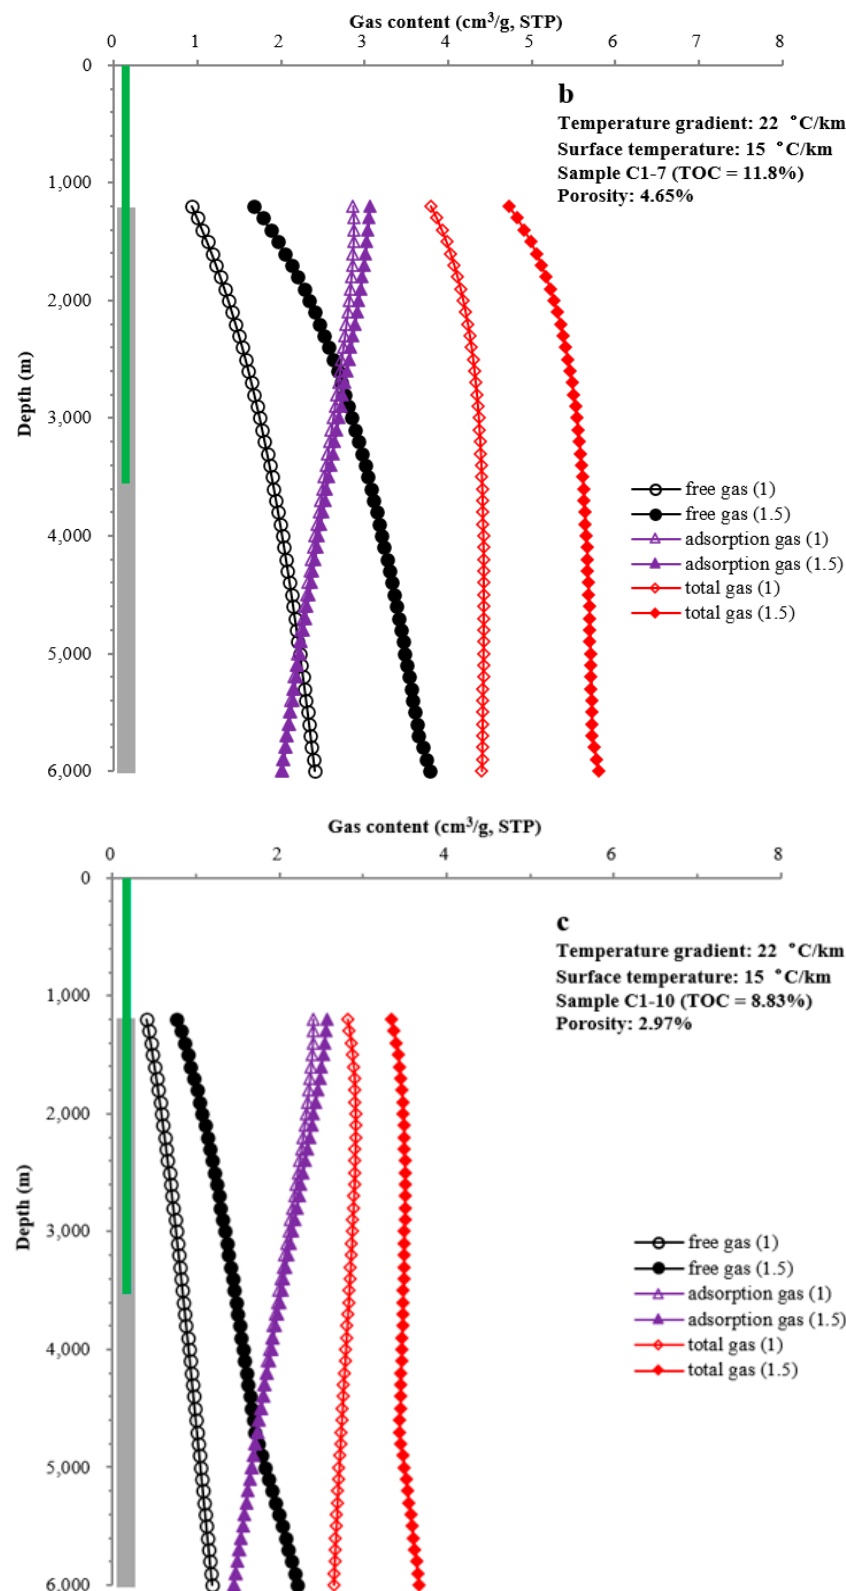 Gas content (cm³/g, STP)
0 1 2 3 4 5 6 7 8
0
1,000
2,000
3,000
4,000
5,000
6,000
Depth (m)
b
Temperature gradient: 22 °C/km
Surface temperature: 15 °C/km
Sample C1-7 (TOC = 11.8%)
Porosity: 4.65%
free gas (1)
free gas (1.5)
adsorption gas (1)
adsorption gas (1.5)
total gas (1)
total gas (1.5)
Gas content (cm³/g, STP)
0 2 4 6 8
0
1,000
2,000
3,000
4,000
5,000
6,000
Depth (m)
c
Temperature gradient: 22 °C/km
Surface temperature: 15 °C/km
Sample C1-10 (TOC = 8.83%)
Porosity: 2.97%
free gas (1)
free gas (1.5)
adsorption gas (1)
adsorption gas (1.5)
total gas (1)
total gas (1.5)